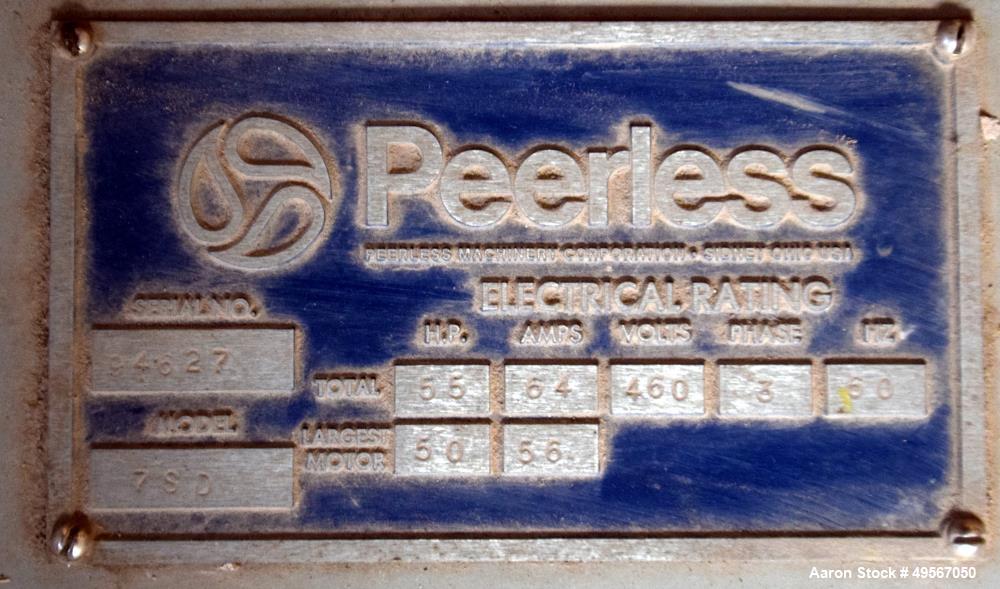 Peerless
PEERLESS MACHINERY CORPORATION • SIDNEY OHIO USA
ELECTRICAL RATING
SERIAL NO. H.P. AMPS VOLTS PHASE HZ.
94627
TOTAL 55 64 460 3 60
MODEL
LARGEST MOTOR 50 56
7SD
Aaron Stock # 49567050